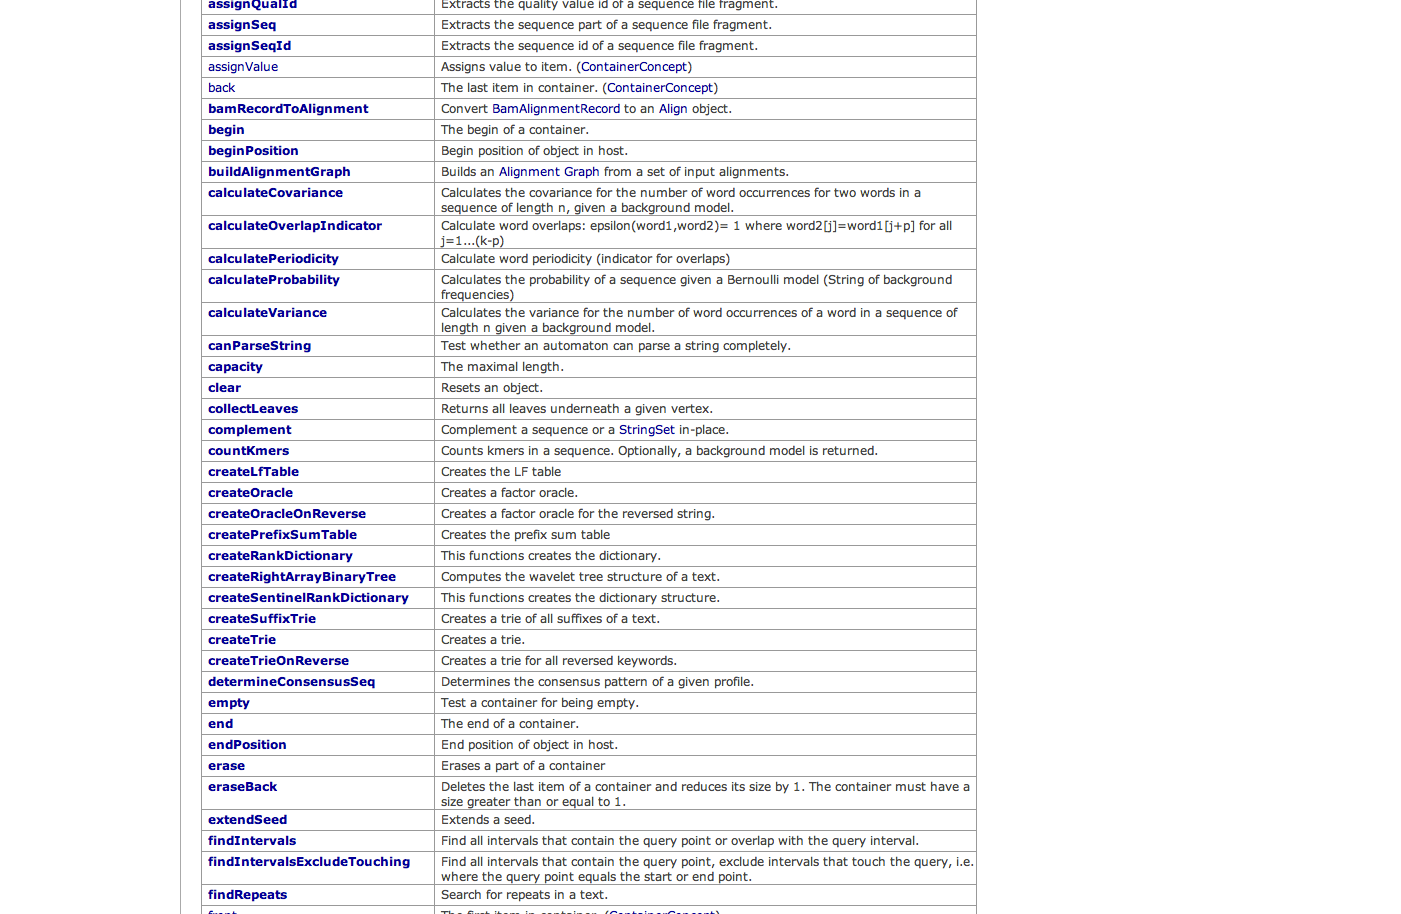 assignQualId Extracts the quality value id of a sequence file fragment.
assignSeq Extracts the sequence part of a sequence file fragment.
assignSeqId Extracts the sequence id of a sequence file fragment.
assignValue Assigns value to item. (ContainerConcept)
back The last item in container. (ContainerConcept)
bamRecordToAlignment Convert BamAlignmentRecord to an Align object.
begin The begin of a container.
beginPosition Begin position of object in host.
buildAlignmentGraph Builds an Alignment Graph from a set of input alignments.
calculateCovariance Calculates the covariance for the number of word occurrences for two words in a
sequence of length n, given a background model.
calculateOverlapIndicator Calculate word overlaps: epsilon(word1,word2)= 1 where word2[j]=word1[j+p] for all
j=1...(k-p)
calculatePeriodicity Calculate word periodicity (indicator for overlaps)
calculateProbability Calculates the probability of a sequence given a Bernoulli model (String of background
frequencies)
calculateVariance Calculates the variance for the number of word occurrences of a word in a sequence of
length n given a background model.
canParseString Test whether an automaton can parse a string completely.
capacity The maximal length.
clear Resets an object.
collectLeaves Returns all leaves underneath a given vertex.
complement Complement a sequence or a StringSet in-place.
countKmers Counts kmers in a sequence. Optionally, a background model is returned.
createLfTable Creates the LF table
createOracle Creates a factor oracle.
createOracleOnReverse Creates a factor oracle for the reversed string.
createPrefixSumTable Creates the prefix sum table
createRankDictionary This functions creates the dictionary.
createRightArrayBinaryTree Computes the wavelet tree structure of a text.
createSentinelRankDictionary This functions creates the dictionary structure.
createSuffixTrie Creates a trie of all suffixes of a text.
createTrie Creates a trie.
createTrieOnReverse Creates a trie for all reversed keywords.
determineConsensusSeq Determines the consensus pattern of a given profile.
empty Test a container for being empty.
end The end of a container.
endPosition End position of object in host.
erase Erases a part of a container
eraseBack Deletes the last item of a container and reduces its size by 1. The container must have a
size greater than or equal to 1.
extendSeed Extends a seed.
findIntervals Find all intervals that contain the query point or overlap with the query interval.
findIntervalsExcludeTouching Find all intervals that contain the query point, exclude intervals that touch the query, i.e.
where the query point equals the start or end point.
findRepeats Search for repeats in a text.
front The first item in container. (ContainerConcept)